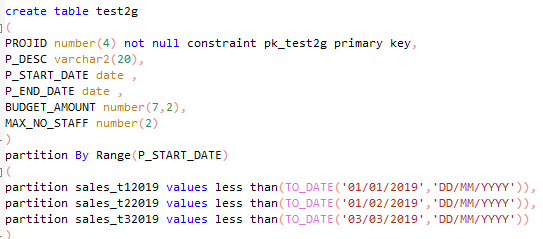 create table test2g
(
PROJID number(4) not null constraint pk_test2g primary key,
P_DESC varchar2(20),
P_START_DATE date ,
P_END_DATE date ,
BUDGET_AMOUNT number(7,2),
MAX_NO_STAFF number(2)
)
partition By Range(P_START_DATE)
(
partition sales_t12019 values less than(TO_DATE('01/01/2019','DD/MM/YYYY')),
partition sales_t22019 values less than(TO_DATE('01/02/2019','DD/MM/YYYY')),
partition sales_t32019 values less than(TO_DATE('03/03/2019','DD/MM/YYYY'))
)